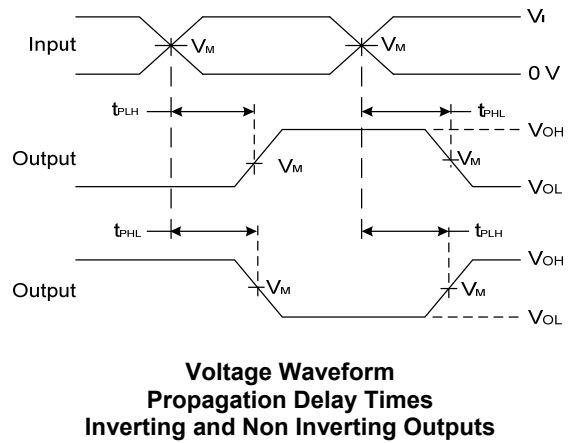 VI
Input
VM
VM
0 V
tPLH
tPHL
VOH
Output
VM
VM
VOL
tPHL
tPLH
VOH
Output
VM
VM
VOL
Voltage Waveform
Propagation Delay Times
Inverting and Non Inverting Outputs